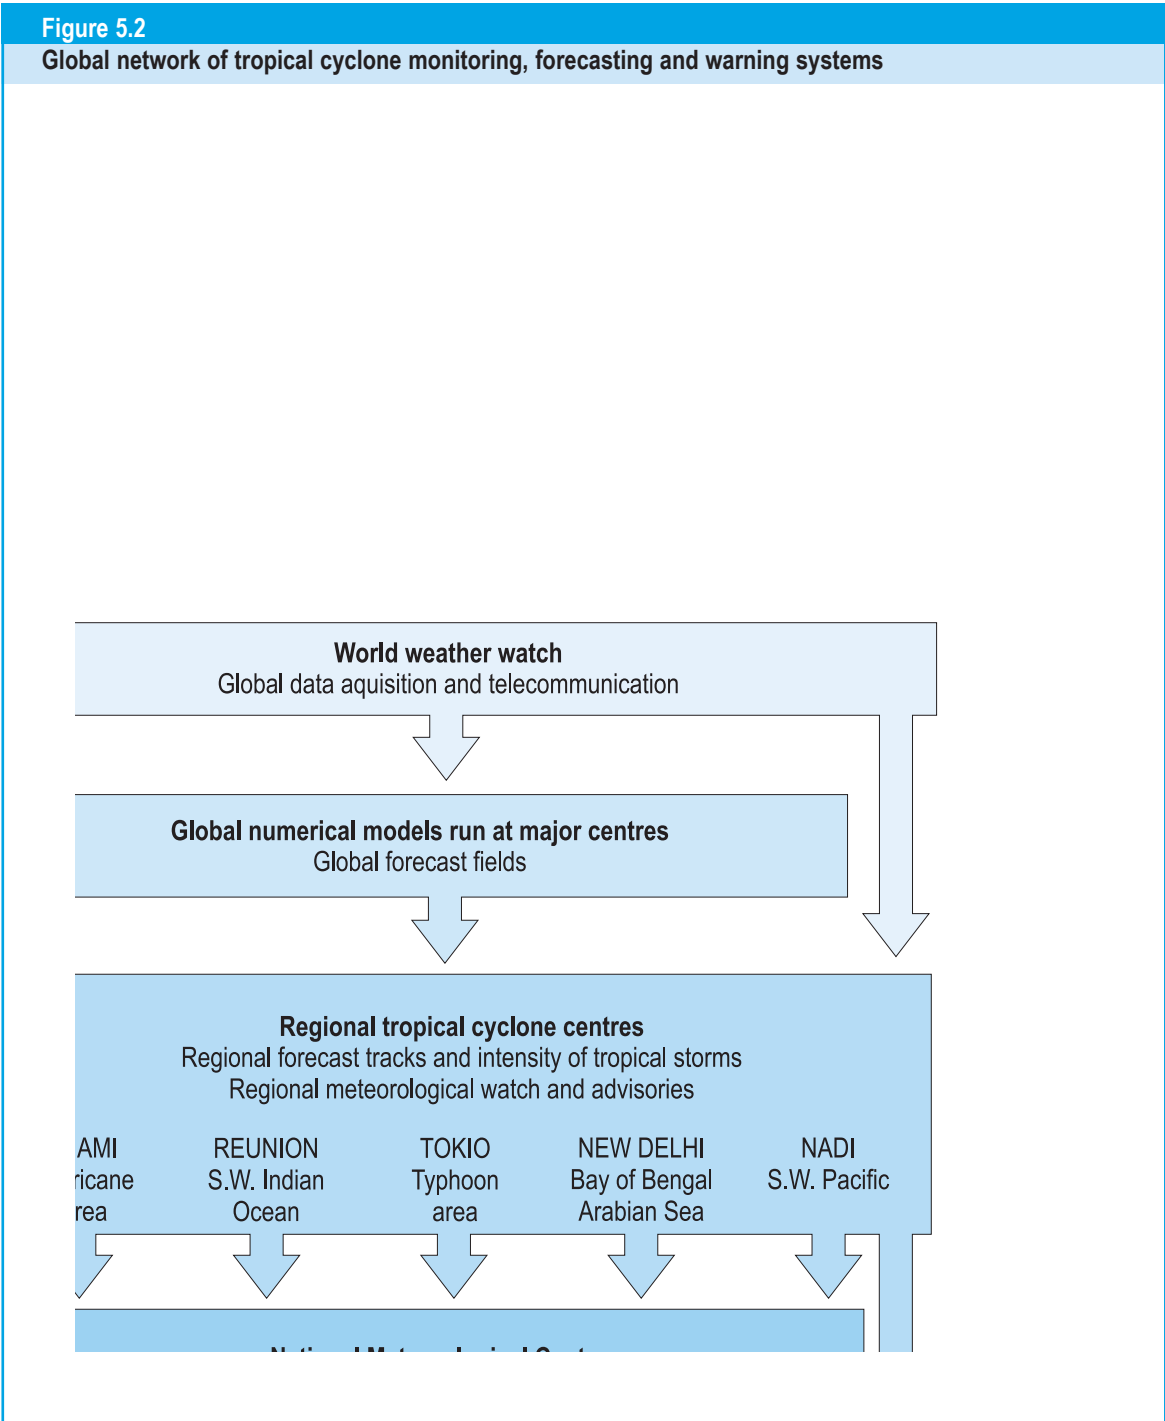 Figure 5.2
Global network of tropical cyclone monitoring, forecasting and warning systems
World weather watch
Global data aquisition and telecommunication
Global numerical models run at major centres
Global forecast fields
Regional tropical cyclone centres
Regional forecast tracks and intensity of tropical storms
Regional meteorological watch and advisories
AMI REUNION TOKIO NEW DELHI NADI
ricane S.W. Indian Typhoon Bay of Bengal S.W. Pacific
rea Ocean area Arabian Sea